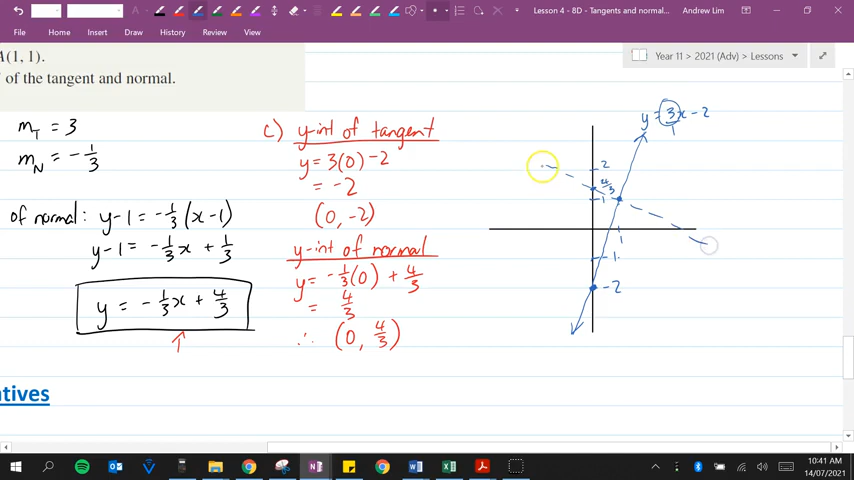 Lesson 4 - 8D - Tangents and normal...
Andrew Lim
File
Home
Insert
Draw
History
Review
View
Year 11 > 2021 (Adv) > Lessons
A(1, 1).
of the tangent and normal.
m_T = 3
m_N = -1/3
of normal: y-1 = -1/3 (x-1)
y-1 = -1/3 x + 1/3
y = -1/3 x + 4/3
c) y-int of tangent
y = 3(0) -2
= -2
(0, -2)
y-int of normal
y = -1/3 (0) + 4/3
= 4/3
∴ (0, 4/3)
y = 3x - 2
1
2
4/3
1
1
-1
-2
atives
10:41 AM
14/07/2021